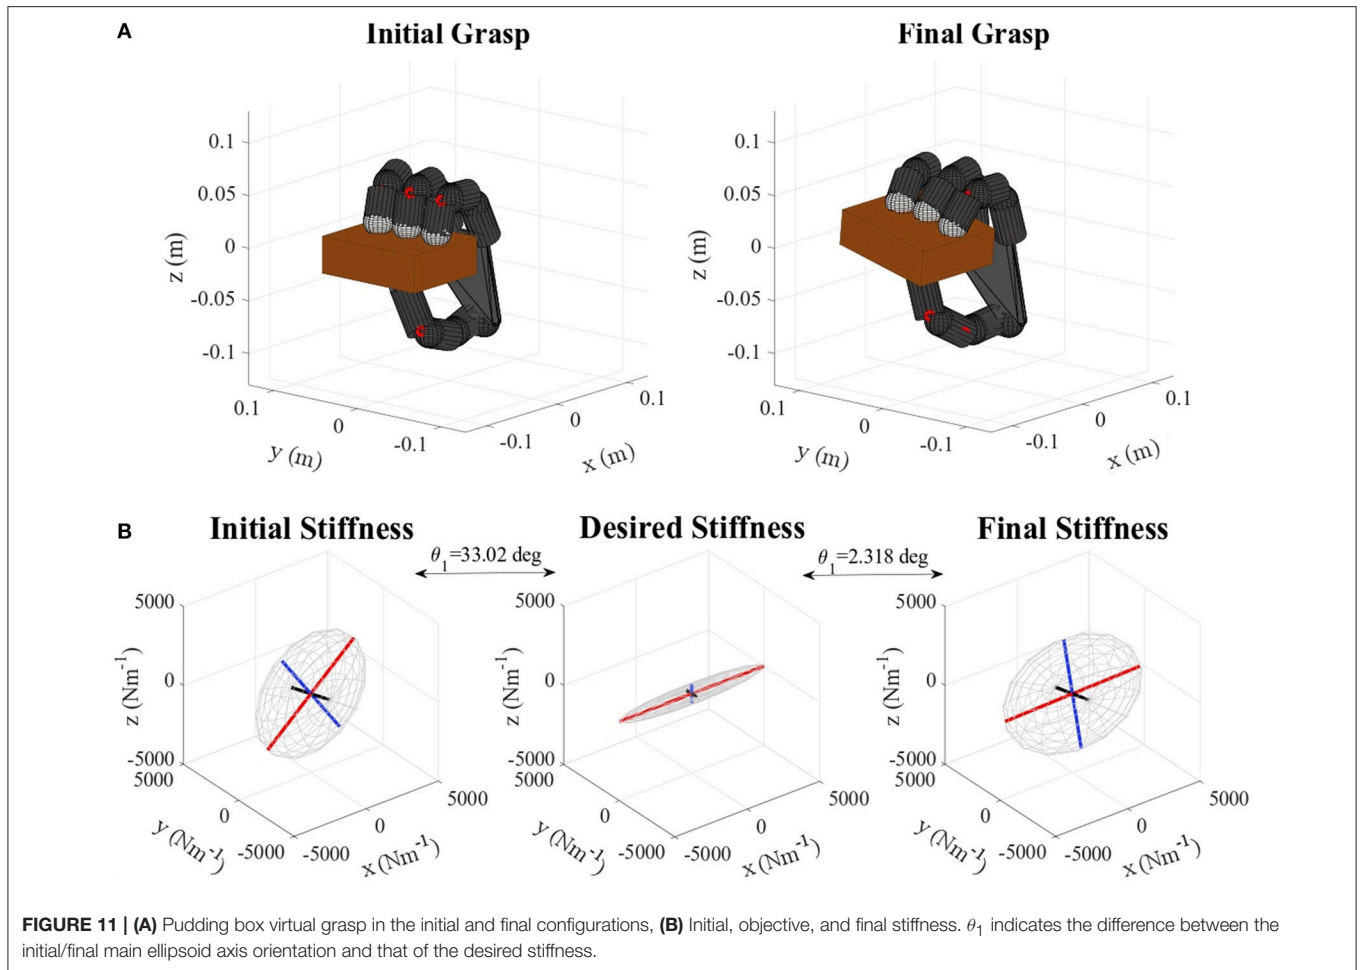 A
Initial Grasp
Final Grasp
0.1
0.05
0
-0.05
-0.1
z (m)
0.1
0
-0.1
y (m)
-0.1
0
0.1
x (m)
0.1
0.05
0
-0.05
-0.1
z (m)
0.1
0
-0.1
y (m)
-0.1
0
0.1
x (m)
B
Initial Stiffness
Desired Stiffness
Final Stiffness
θ₁=33.02 deg
θ₁=2.318 deg
5000
0
-5000
z (Nm⁻¹)
5000
0
-5000
y (Nm⁻¹)
-5000
0
5000
x (Nm⁻¹)
5000
0
-5000
z (Nm⁻¹)
5000
0
-5000
y (Nm⁻¹)
-5000
0
5000
x (Nm⁻¹)
5000
0
-5000
z (Nm⁻¹)
5000
0
-5000
y (Nm⁻¹)
-5000
0
5000
x (Nm⁻¹)
FIGURE 11 | (A) Pudding box virtual grasp in the initial and final configurations, (B) Initial, objective, and final stiffness. θ₁ indicates the difference between the
initial/final main ellipsoid axis orientation and that of the desired stiffness.